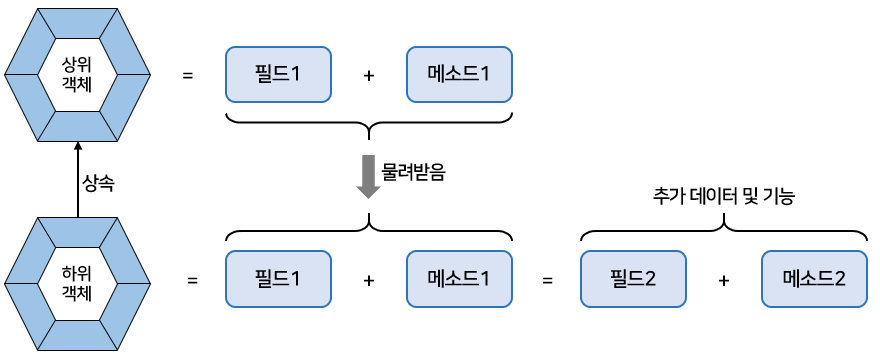 상위
객체
=
필드1
+
메소드1
물려받음
상속
추가 데이터 및 기능
하위
객체
=
필드1
+
메소드1
=
필드2
+
메소드2